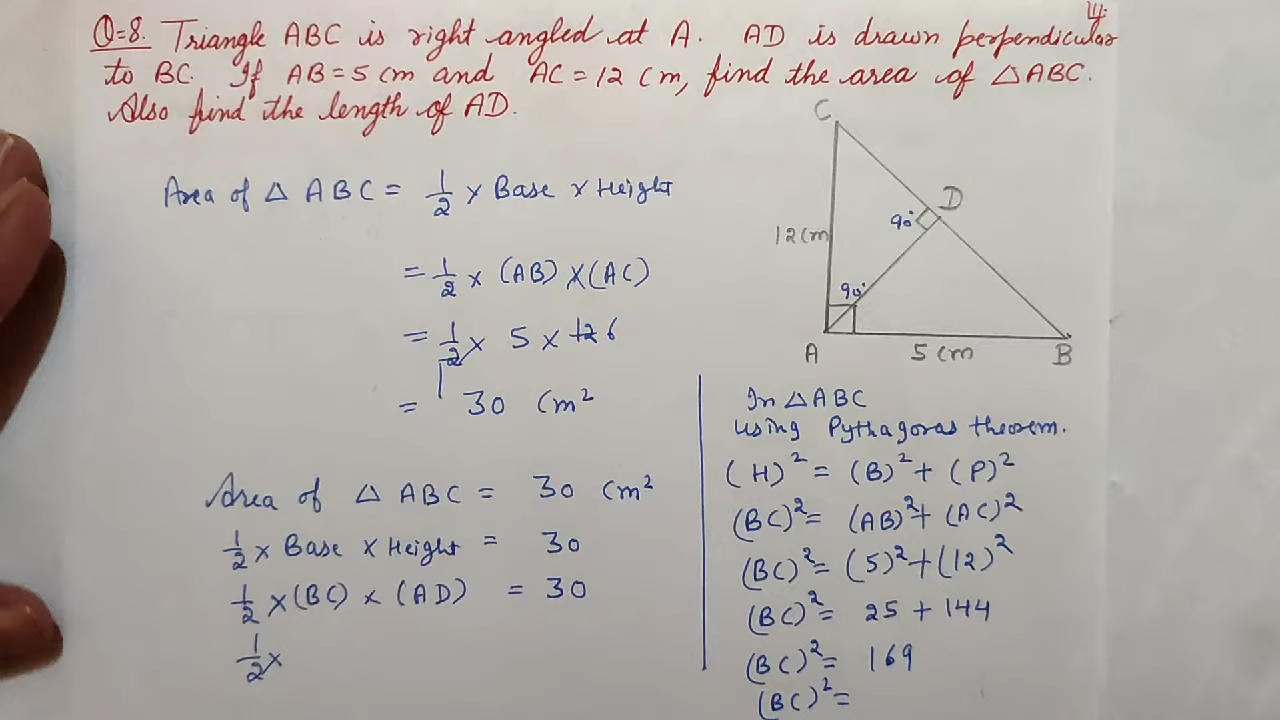 Q=8. Triangle ABC is right angled at A. AD is drawn perpendicular
to BC. If AB = 5 cm and AC = 12 cm, find the area of △ABC.
Also find the length of AD.
C
D
90°
12 cm
90°
A
5 cm
B
Area of △ ABC = 1/2 × Base × Height
= 1/2 × (AB) × (AC)
= 1/2 × 5 × 12 6
1
= 30 cm²
Area of △ ABC = 30 cm²
1/2 × Base × Height = 30
1/2 × (BC) × (AD) = 30
1/2 ×
In △ABC
using Pythagoras theorem.
(H)² = (B)² + (P)²
(BC)² = (AB)² + (AC)²
(BC)² = (5)² + (12)²
(BC)² = 25 + 144
(BC)² = 169
(BC)² =